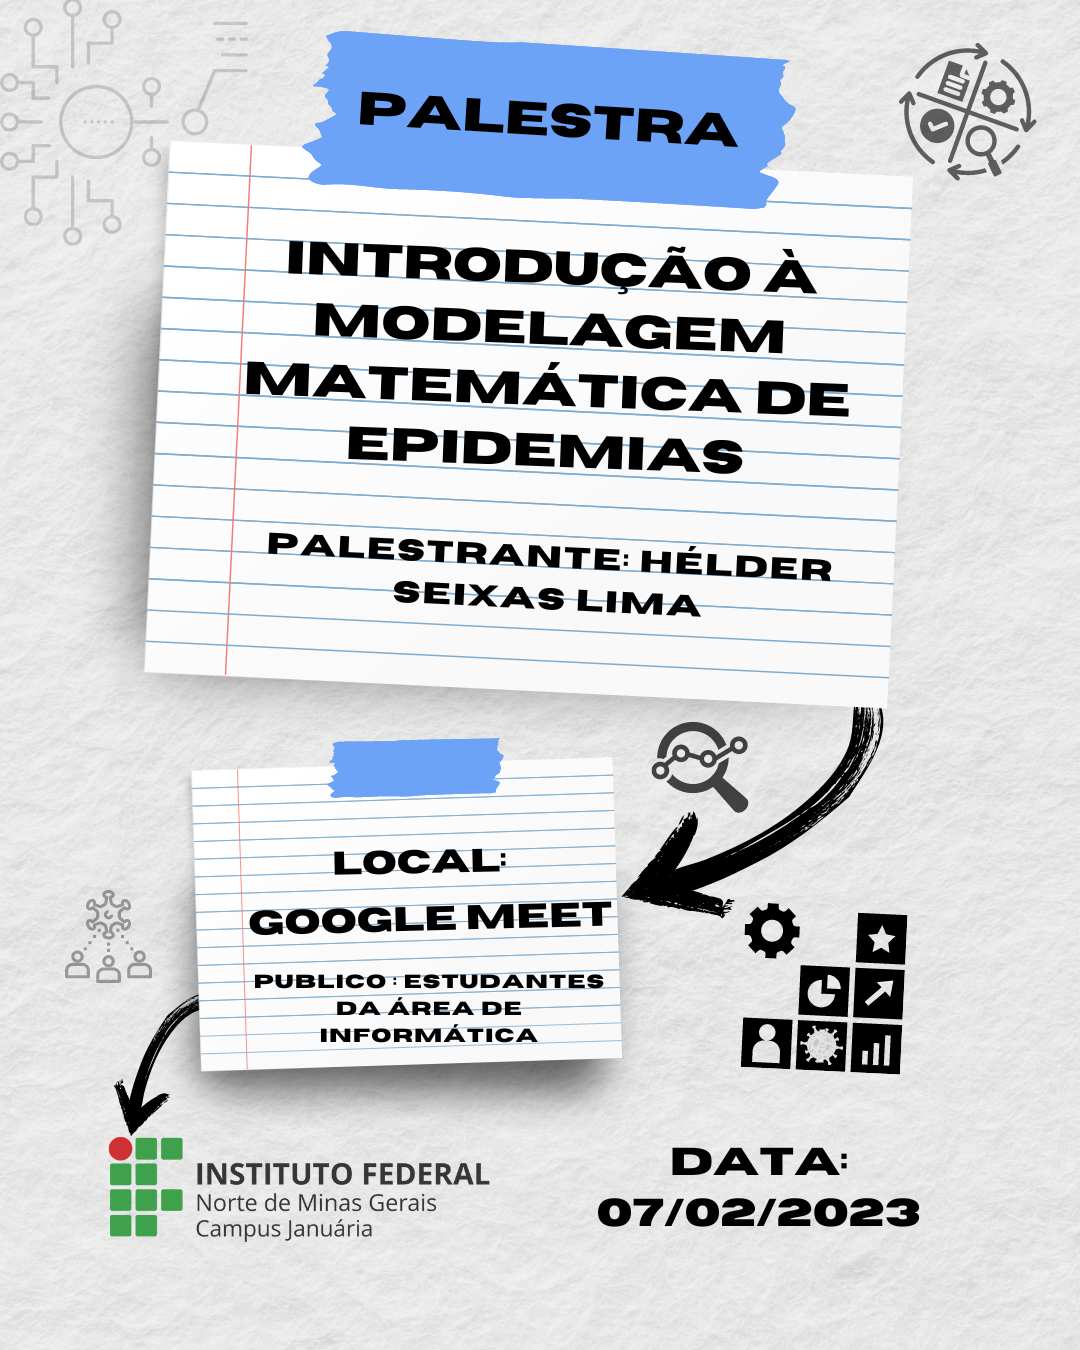 PALESTRA
INTRODUÇÃO À
MODELAGEM
MATEMÁTICA DE
EPIDEMIAS
PALESTRANTE: HÉLDER
SEIXAS LIMA
LOCAL:
GOOGLE MEET
PUBLICO : ESTUDANTES
DA ÁREA DE
INFORMÁTICA
INSTITUTO FEDERAL
Norte de Minas Gerais
Campus Januária
DATA:
07/02/2023